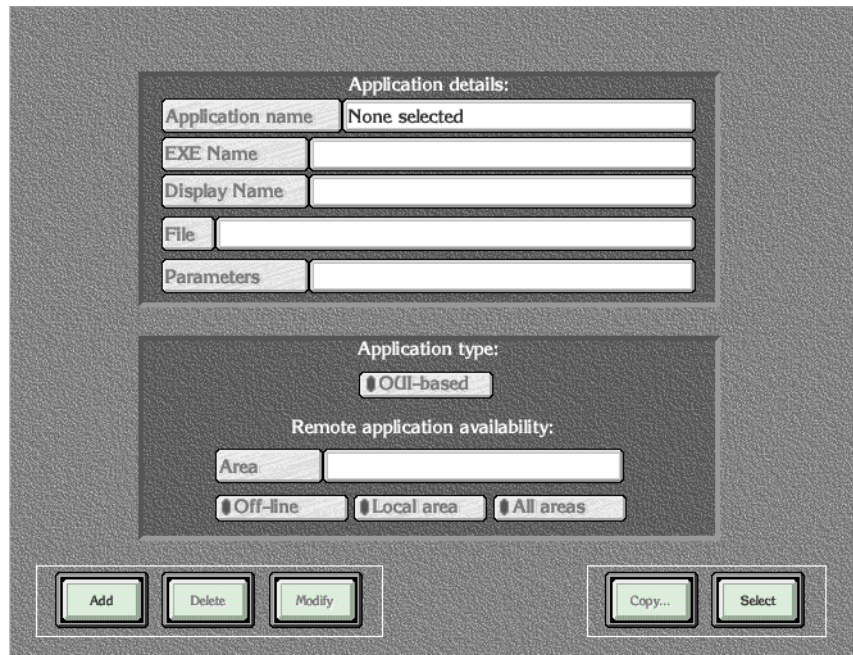 Application details:
Application name None selected
EXE Name
Display Name
File
Parameters
Application type:
OUI-based
Remote application availability:
Area
Off-line Local area All areas
Add Delete Modify Copy... Select